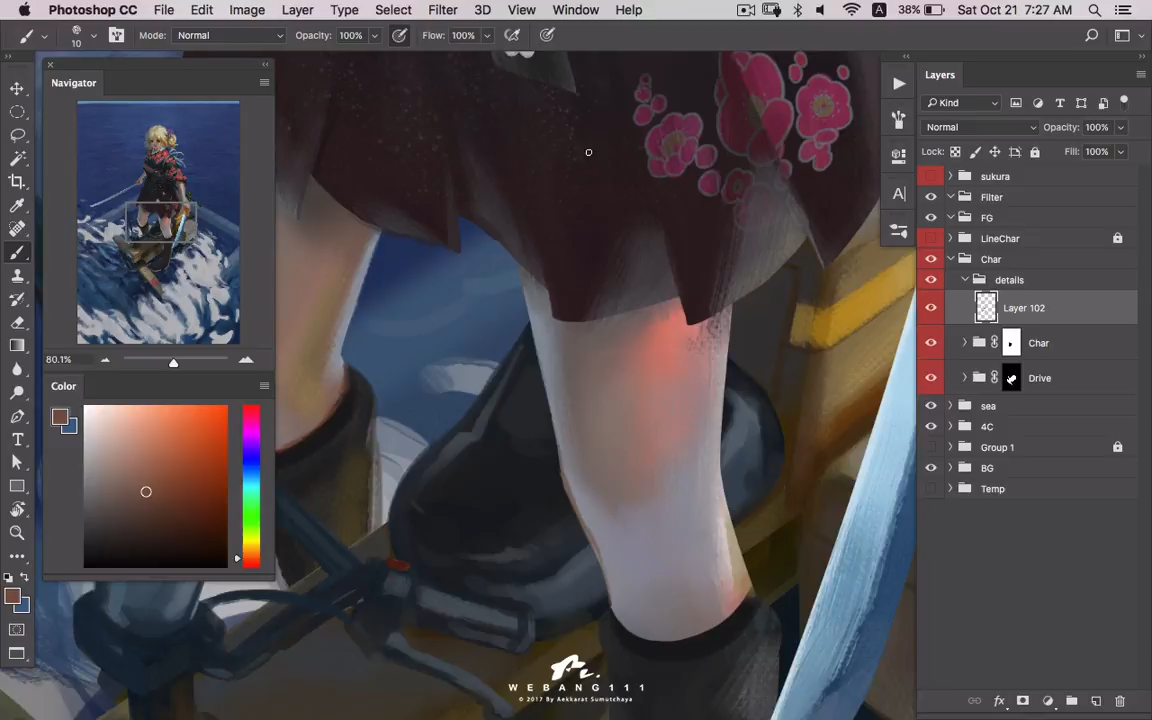 Photoshop CC File Edit Image Layer Type Select Filter 3D View Window Help A 38% Sat Oct 21 7:27 AM
10 Mode: Normal Opacity: 100% Flow: 100%
Navigator
80.1%
Color
T
A
Layers
Kind T
Normal Opacity: 100%
Lock: Fill: 100%
sukura
Filter
FG
LineChar
Char
details
Layer 102
Char
Drive
sea
4C
Group 1
BG
Temp
fx
WEBANG111
© 2017 By Aekkarat Sumutchaya